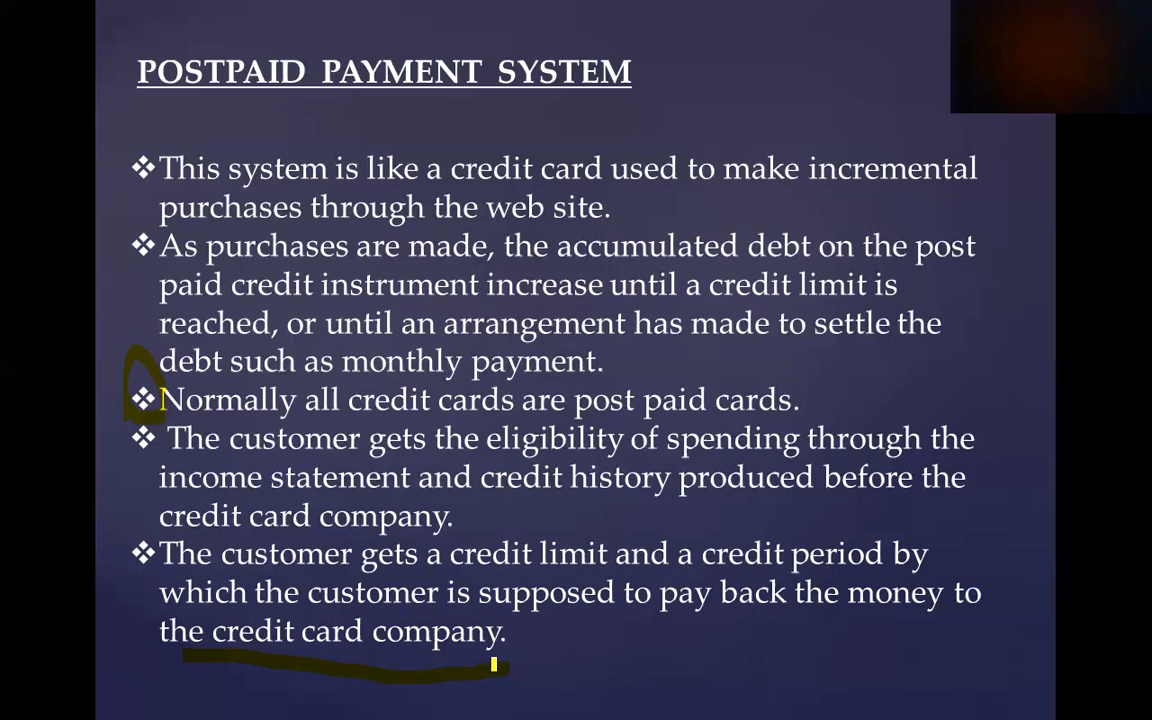 POSTPAID PAYMENT SYSTEM
❖This system is like a credit card used to make incremental
purchases through the web site.
❖As purchases are made, the accumulated debt on the post
paid credit instrument increase until a credit limit is
reached, or until an arrangement has made to settle the
debt such as monthly payment.
❖Normally all credit cards are post paid cards.
❖ The customer gets the eligibility of spending through the
income statement and credit history produced before the
credit card company.
❖The customer gets a credit limit and a credit period by
which the customer is supposed to pay back the money to
the credit card company.